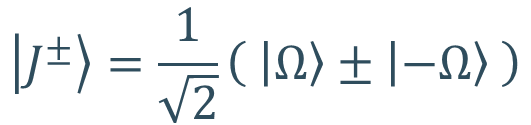 |J^±⟩ = 1/√2 ( |Ω⟩ ± |−Ω⟩ )